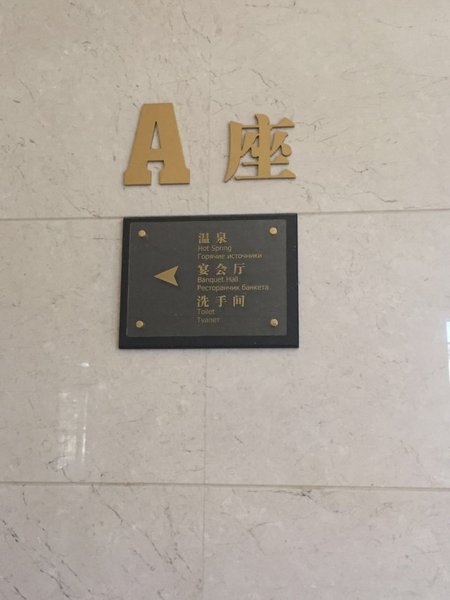 A座
温泉
Hot Spring
Горячие источники
宴会厅
Banquet Hall
Ресторанчик банкета
洗手间
Toilet
Туалет